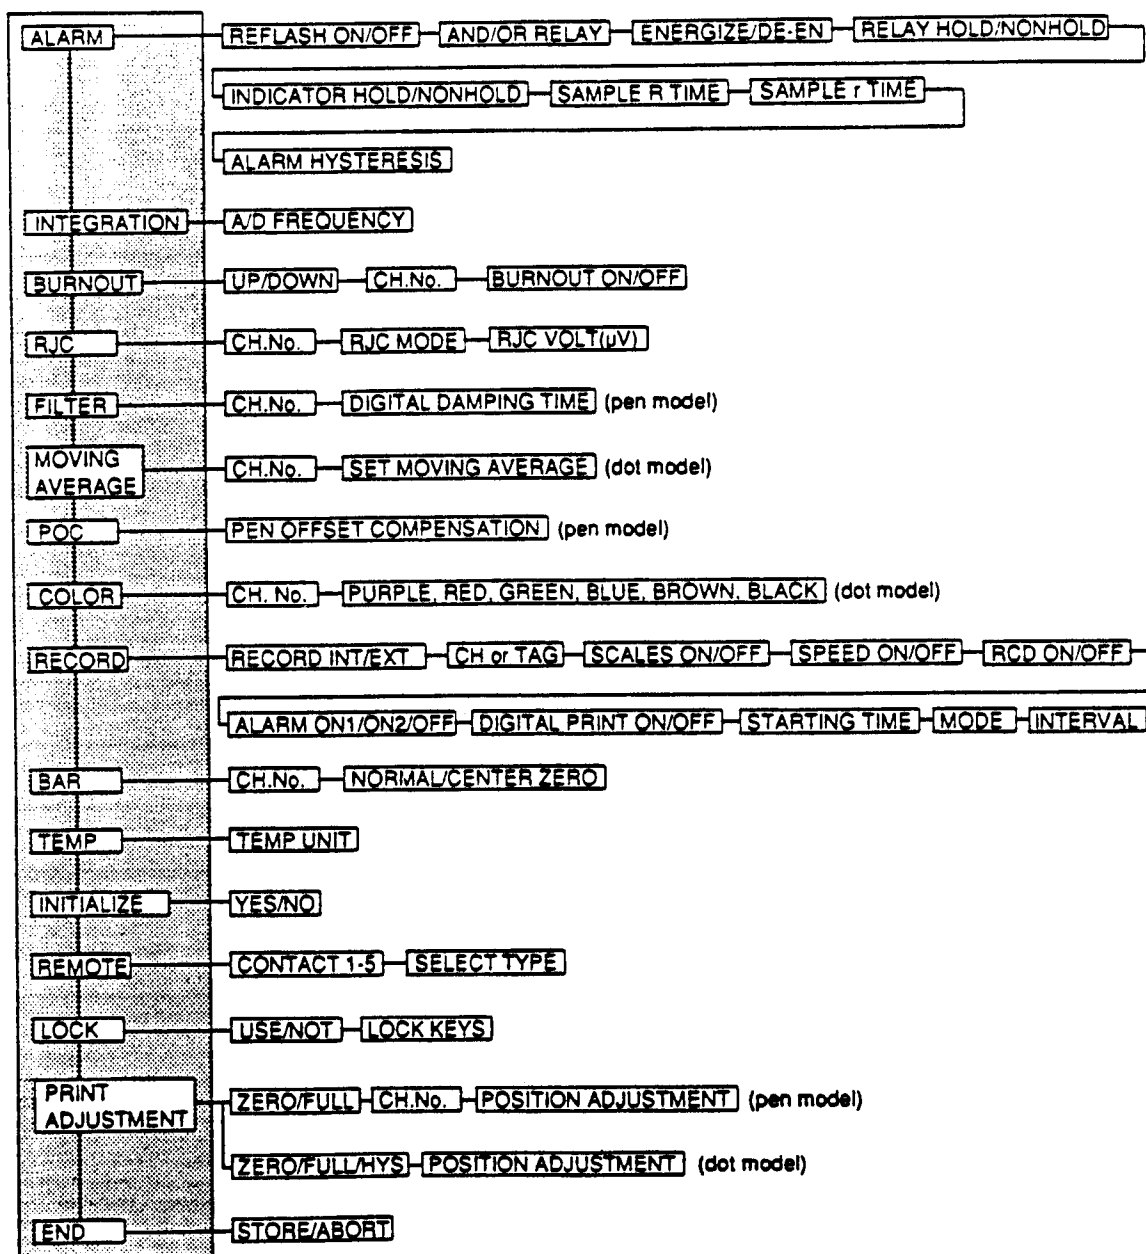 ALARM REFLASH ON/OFF AND/OR RELAY ENERGIZE/DE-EN RELAY HOLD/NONHOLD
INDICATOR HOLD/NONHOLD SAMPLE R TIME SAMPLE r TIME
ALARM HYSTERESIS
INTEGRATION A/D FREQUENCY
BURNOUT UP/DOWN CH.No. BURNOUT ON/OFF
RJC CH.No. RJC MODE RJC VOLT(μV)
FILTER CH.No. DIGITAL DAMPING TIME (pen model)
MOVING
AVERAGE CH.No. SET MOVING AVERAGE (dot model)
POC PEN OFFSET COMPENSATION (pen model)
COLOR CH. No. PURPLE, RED, GREEN, BLUE, BROWN, BLACK (dot model)
RECORD RECORD INT/EXT CH or TAG SCALES ON/OFF SPEED ON/OFF RCD ON/OFF
ALARM ON1/ON2/OFF DIGITAL PRINT ON/OFF STARTING TIME MODE INTERVAL
BAR CH.No. NORMAL/CENTER ZERO
TEMP TEMP UNIT
INITIALIZE YES/NO
REMOTE CONTACT 1-5 SELECT TYPE
LOCK USE/NOT LOCK KEYS
PRINT
ADJUSTMENT ZERO/FULL CH.No. POSITION ADJUSTMENT (pen model)
ZERO/FULL/HYS POSITION ADJUSTMENT (dot model)
END STORE/ABORT